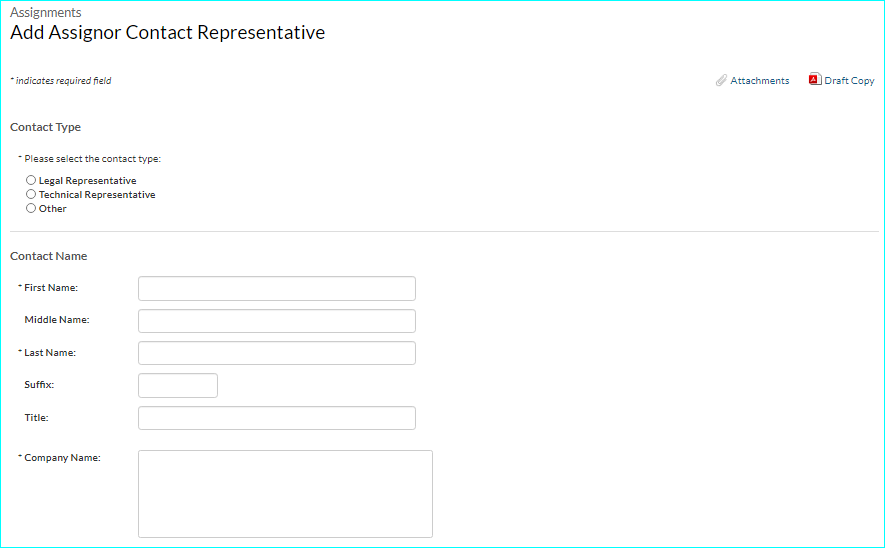 Assignments
Add Assignor Contact Representative
* indicates required field
Attachments Draft Copy
Contact Type
* Please select the contact type:
Legal Representative
Technical Representative
Other
Contact Name
* First Name:
Middle Name:
* Last Name:
Suffix:
Title:
* Company Name: